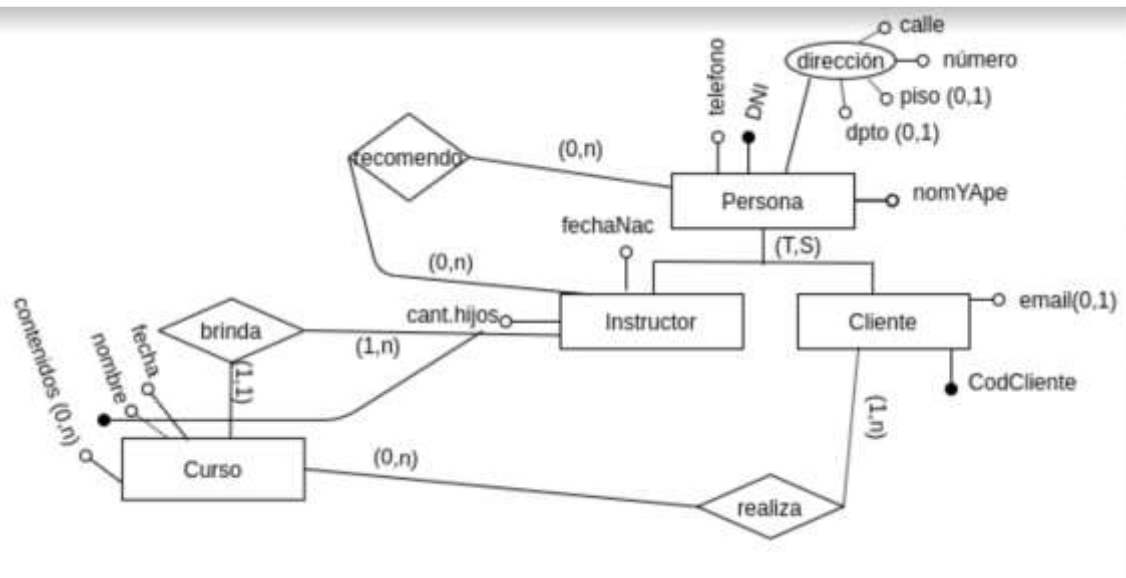 calle
dirección
número
piso (0,1)
dpto (0,1)
telefono
DNI
recomendo
(0,n)
Persona
nomYApe
fechaNac
(T,S)
(0,n)
cant.hijos
Instructor
Cliente
email(0,1)
contenidos (0,n)
nombre
fecha
brinda
(1,n)
(1,1)
CodCliente
(1,n)
Curso
(0,n)
realiza